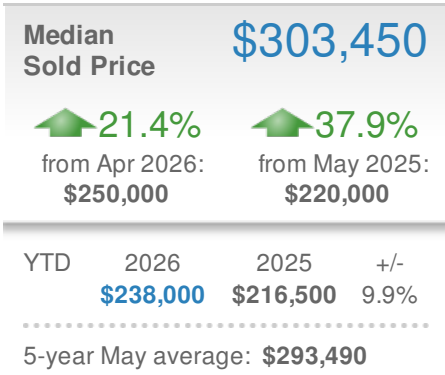 Median $303,450
Sold Price
21.4% 37.9%
from Apr 2026: from May 2025:
$250,000 $220,000
YTD 2026 2025 +/-
$238,000 $216,500 9.9%
5-year May average: $293,490